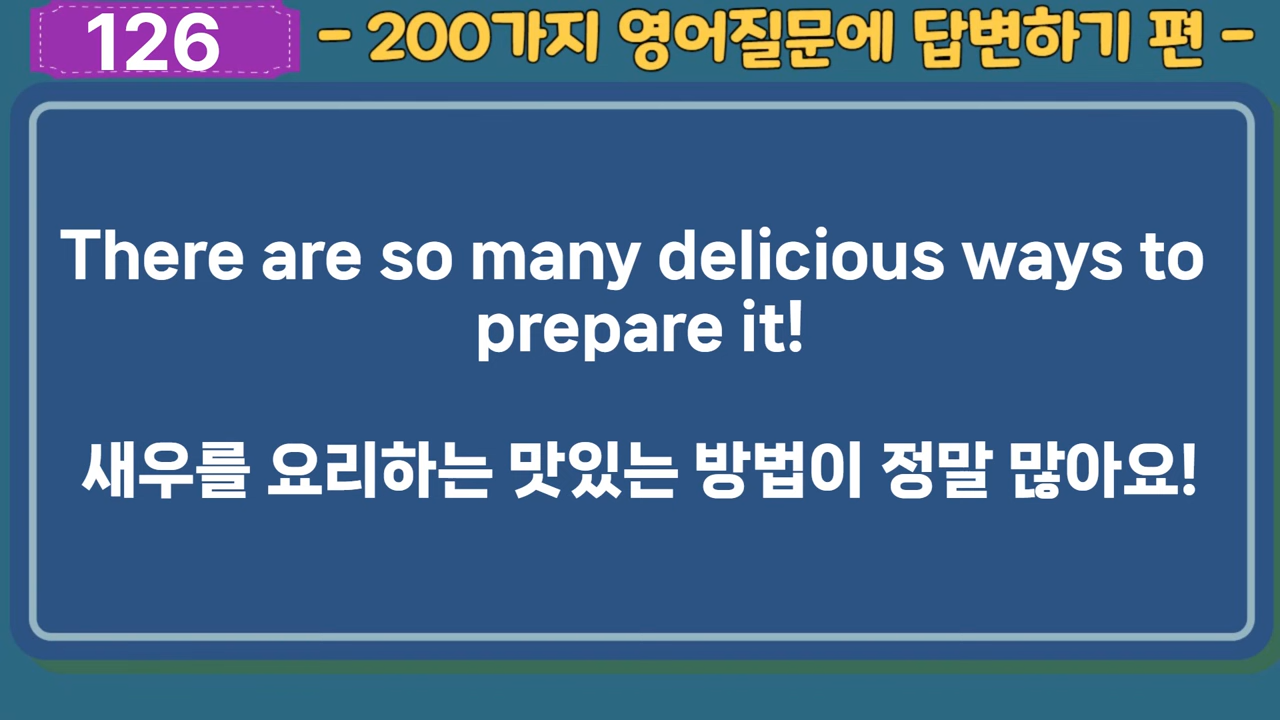 126
- 200가지 영어질문에 답변하기 편 -
There are so many delicious ways to
prepare it!
새우를 요리하는 맛있는 방법이 정말 많아요!